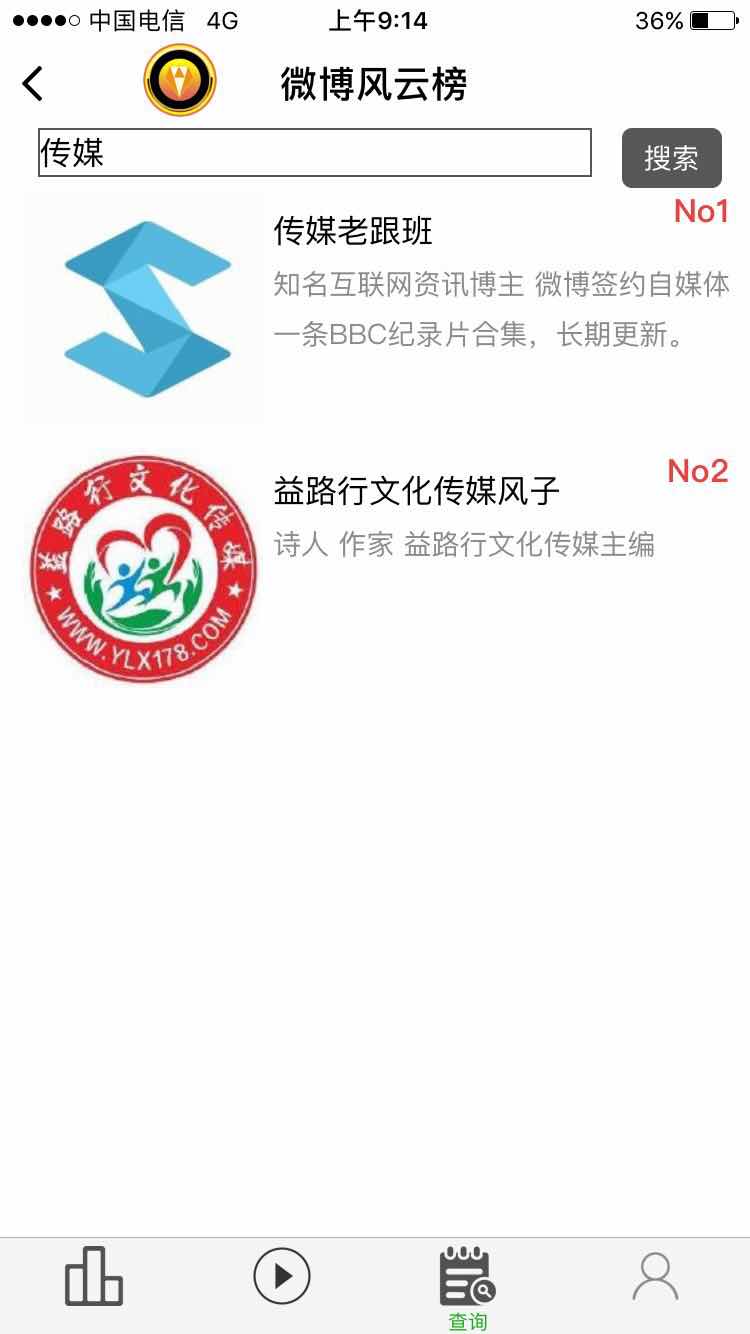 中国电信 4G 上午9:14 36%
微博风云榜
传媒 搜索
No1
传媒老跟班
知名互联网资讯博主 微博签约自媒体
一条BBC纪录片合集，长期更新。
No2
益路行文化传媒风子
诗人 作家 益路行文化传媒主编
益路行文化传媒
WWW.YLX178.COM
查询